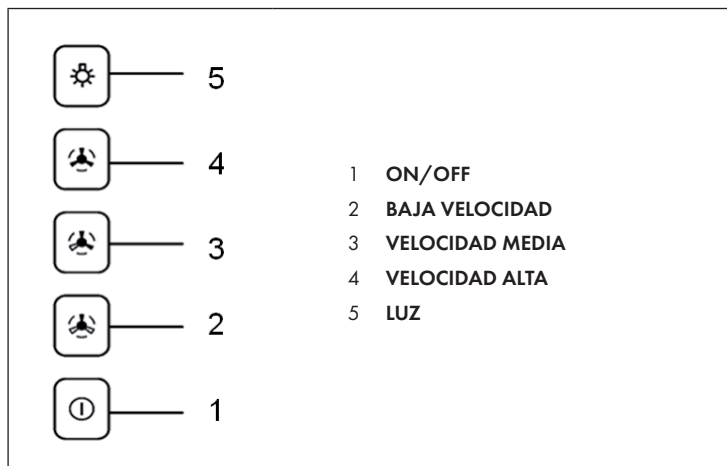 5
4
3
2
1
1 ON/OFF
2 BAJA VELOCIDAD
3 VELOCIDAD MEDIA
4 VELOCIDAD ALTA
5 LUZ